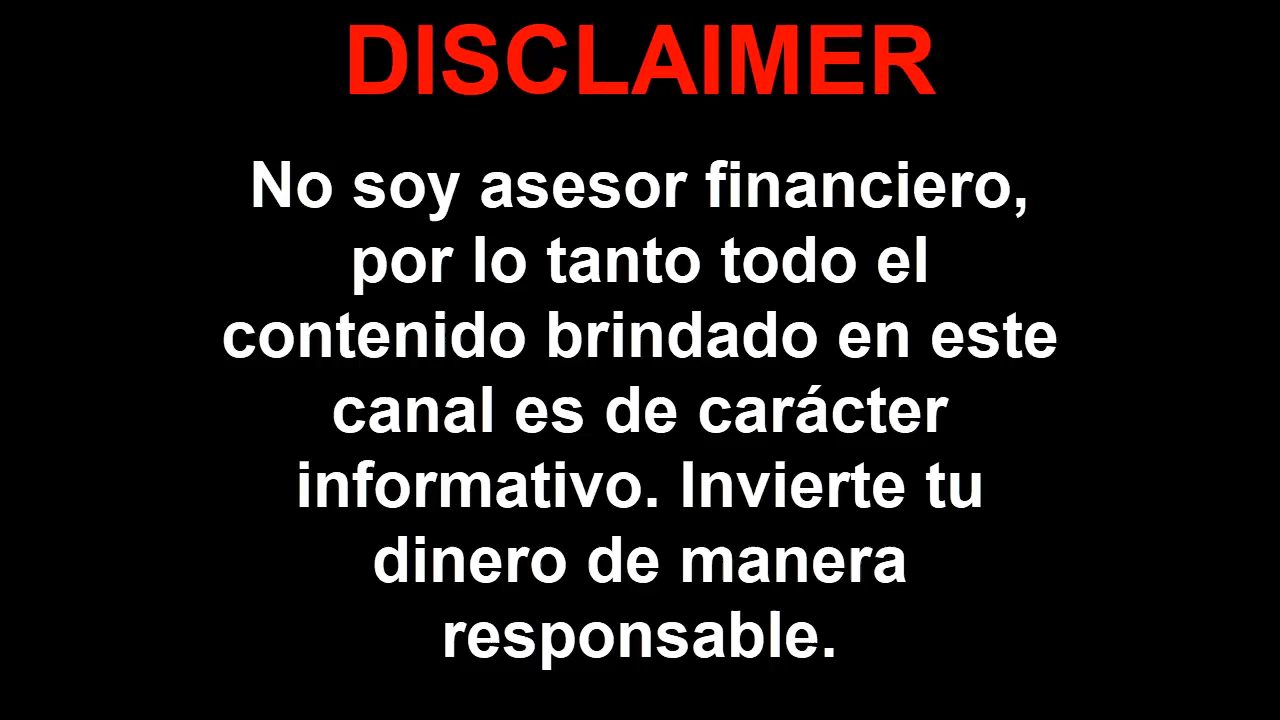 DISCLAIMER
No soy asesor financiero,
por lo tanto todo el
contenido brindado en este
canal es de carácter
informativo. Invierte tu
dinero de manera
responsable.